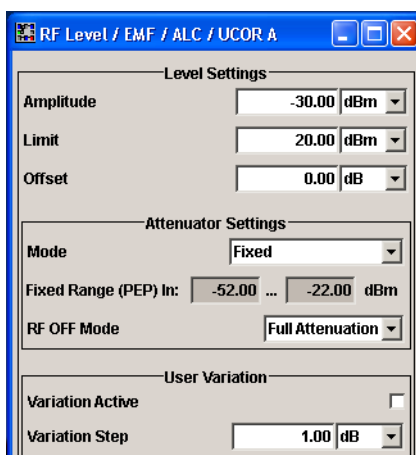 RF Level / EMF / ALC / UCOR A
Level Settings
Amplitude -30.00 dBm
Limit 20.00 dBm
Offset 0.00 dB
Attenuator Settings
Mode Fixed
Fixed Range (PEP) In: -52.00 ... -22.00 dBm
RF OFF Mode Full Attenuation
User Variation
Variation Active
Variation Step 1.00 dB